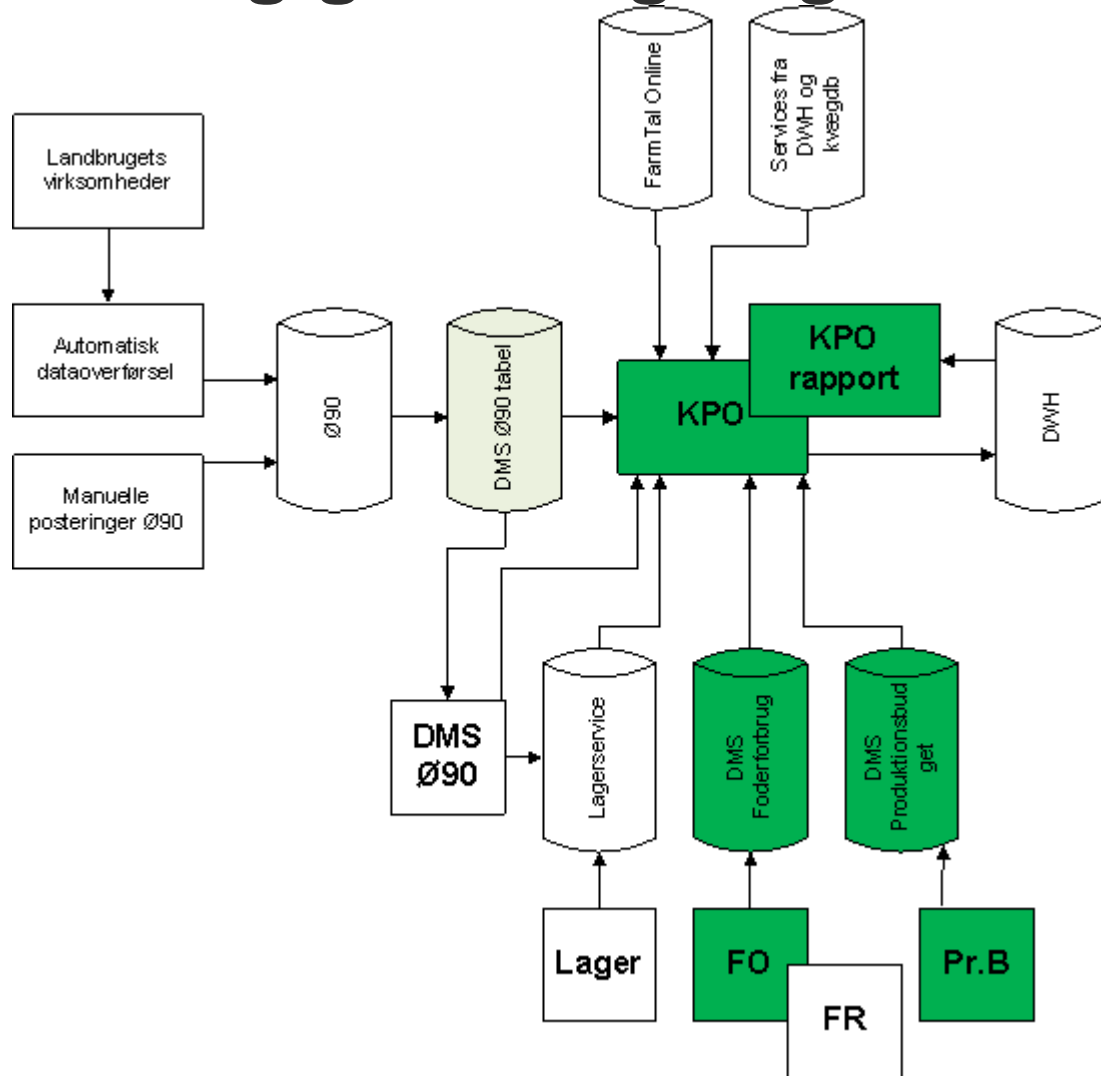 FarmTal Online
Services fra
DWH og
kvægdb
Landbrugets
virksomheder
Automatisk
dataoverførsel
Ø90
DMS Ø90 tabel
KPO
rapport
KPO
DWH
Manuelle
posteringer Ø90
DMS
Ø90
Lagerservice
DMS
Foderforbrug
DMS
Produktionsbud
get
Lager
FO
Pr.B
FR